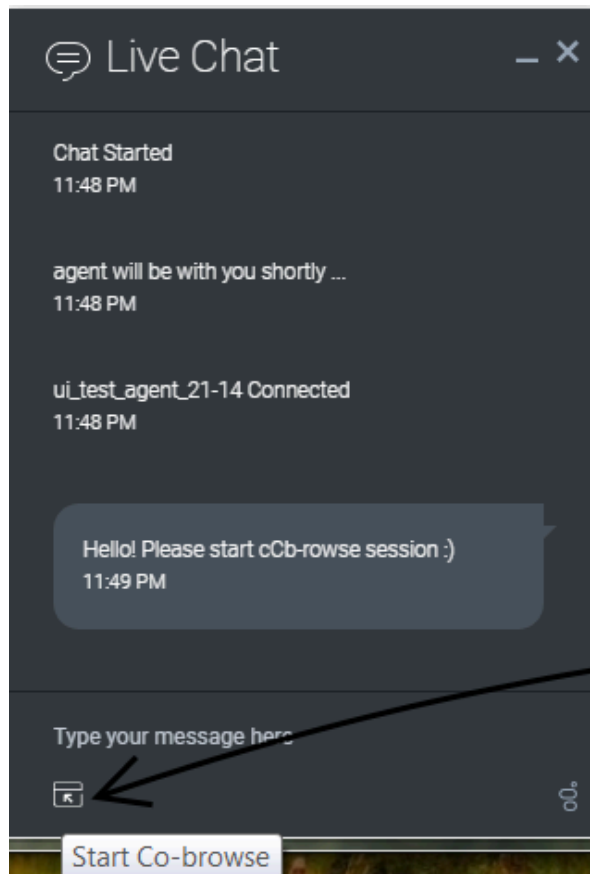 Live Chat
Chat Started
11:48 PM
agent will be with you shortly ...
11:48 PM
ui_test_agent_21-14 Connected
11:48 PM
Hello! Please start cCb-rowse session :)
11:49 PM
Type your message here
Start Co-browse